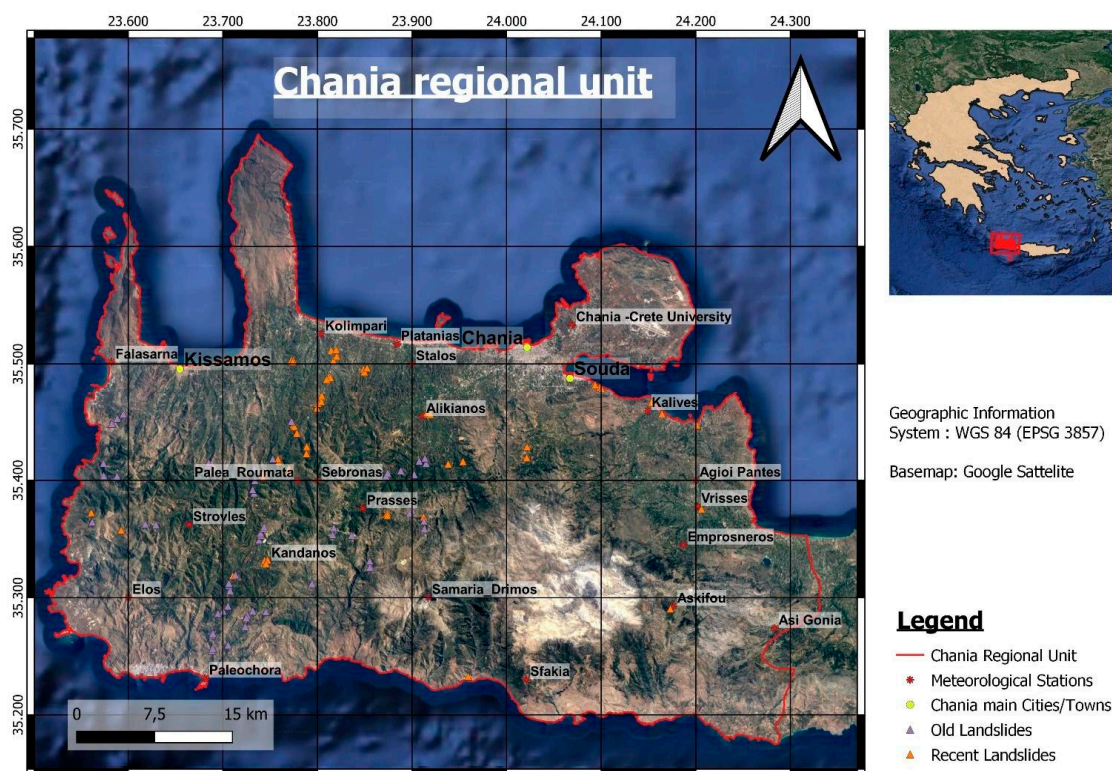 23.600 23.700 23.800 23.900 24.000 24.100 24.200 24.300
Chania regional unit
35.700
35.600
35.500
35.400
35.300
35.200
Kolimpari
Chania -Crete University
Platanias
Chania
Falasarna
Kissamos
Stalos
Souda
Alikianos
Kalives
Palea_Roumata
Sebronas
Agioi Pantes
Prasses
Vrisses
Strovles
Emprosneros
Kandanos
Elos
Samaria_Drimos
Askifou
Asi Gonia
Paleochora
Sfakia
0 7,5 15 km
Geographic Information
System : WGS 84 (EPSG 3857)
Basemap: Google Sattelite
Legend
Chania Regional Unit
Meteorological Stations
Chania main Cities/Towns
Old Landslides
Recent Landslides